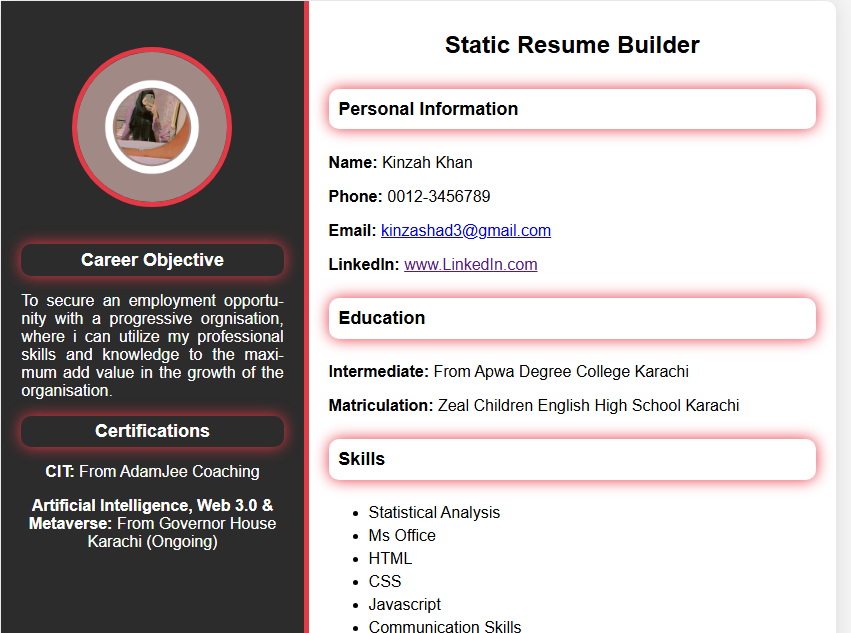 Career Objective
To secure an employment opportu-
nity with a progressive orgnisation,
where i can utilize my professional
skills and knowledge to the maxi-
mum add value in the growth of the
organisation.
Certifications
CIT: From AdamJee Coaching
Artificial Intelligence, Web 3.0 &
Metaverse: From Governor House
Karachi (Ongoing)
Static Resume Builder
Personal Information
Name: Kinzah Khan
Phone: 0012-3456789
Email: kinzashad3@gmail.com
LinkedIn: www.LinkedIn.com
Education
Intermediate: From Apwa Degree College Karachi
Matriculation: Zeal Children English High School Karachi
Skills
• Statistical Analysis
• Ms Office
• HTML
• CSS
• Javascript
• Communication Skills